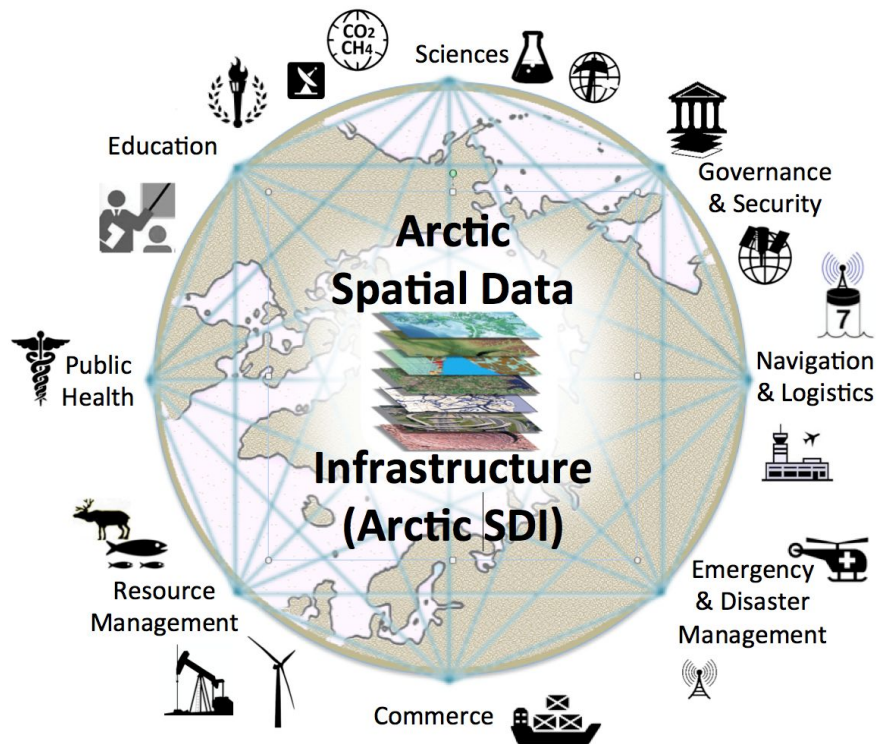 CO2
CH4
Sciences
Education
Governance
& Security
Arctic
Spatial Data
7
Public
Health
Navigation
& Logistics
Infrastructure
(Arctic SDI)
Resource
Management
Emergency
& Disaster
Management
Commerce